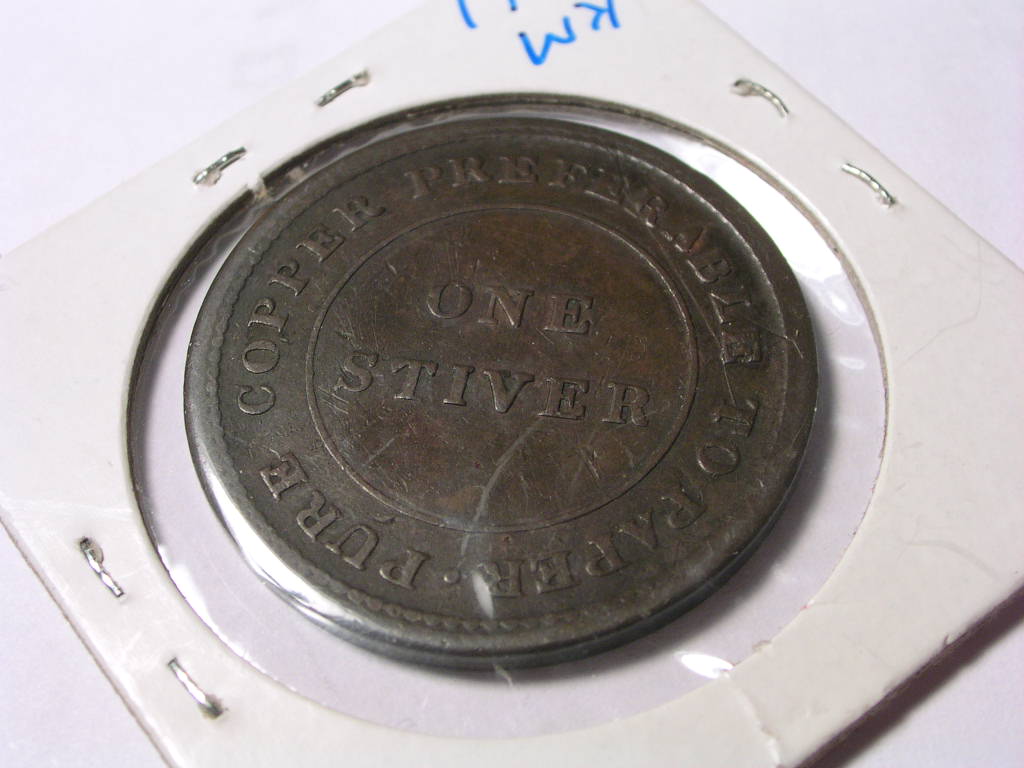 KM
PURE COPPER PREFERABLE TO PAPER.
ONE
STIVER